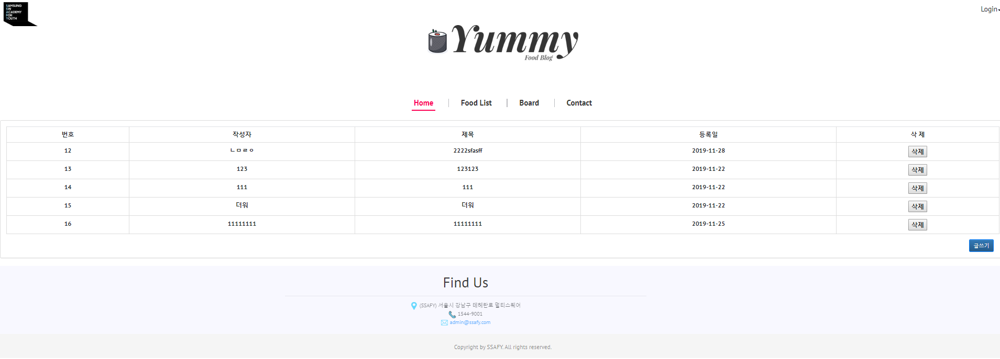 SAMSUNG
SW
ACADEMY
FOR
YOUTH
Login
Yummy
Food Blog
Home Food List Board Contact
번호 작성자 제목 등록일 삭 제
12 ㄴㅁㄹㅇ 2222sfasff 2019-11-28 삭제
13 123 123123 2019-11-22 삭제
14 111 111 2019-11-22 삭제
15 더워 더워 2019-11-22 삭제
16 11111111 11111111 2019-11-25 삭제
글쓰기
Find Us
(SSAFY) 서울시 강남구 테헤란로 멀티스퀘어
1544-9001
admin@ssafy.com
Copyright by SSAFY. All rights reserved.